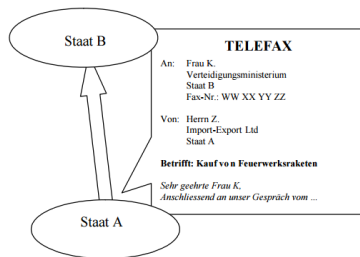 Staat B
TELEFAX
An: Frau K.
Verteidigungsministerium
Staat B
Fax-Nr.: WW XX YY ZZ
Von: Herrn Z.
Import-Export Ltd
Staat A
Betrifft: Kauf von Feuerwerksraketen
Sehr geehrte Frau K,
Anschliessend an unser Gespräch vom ...
Staat A